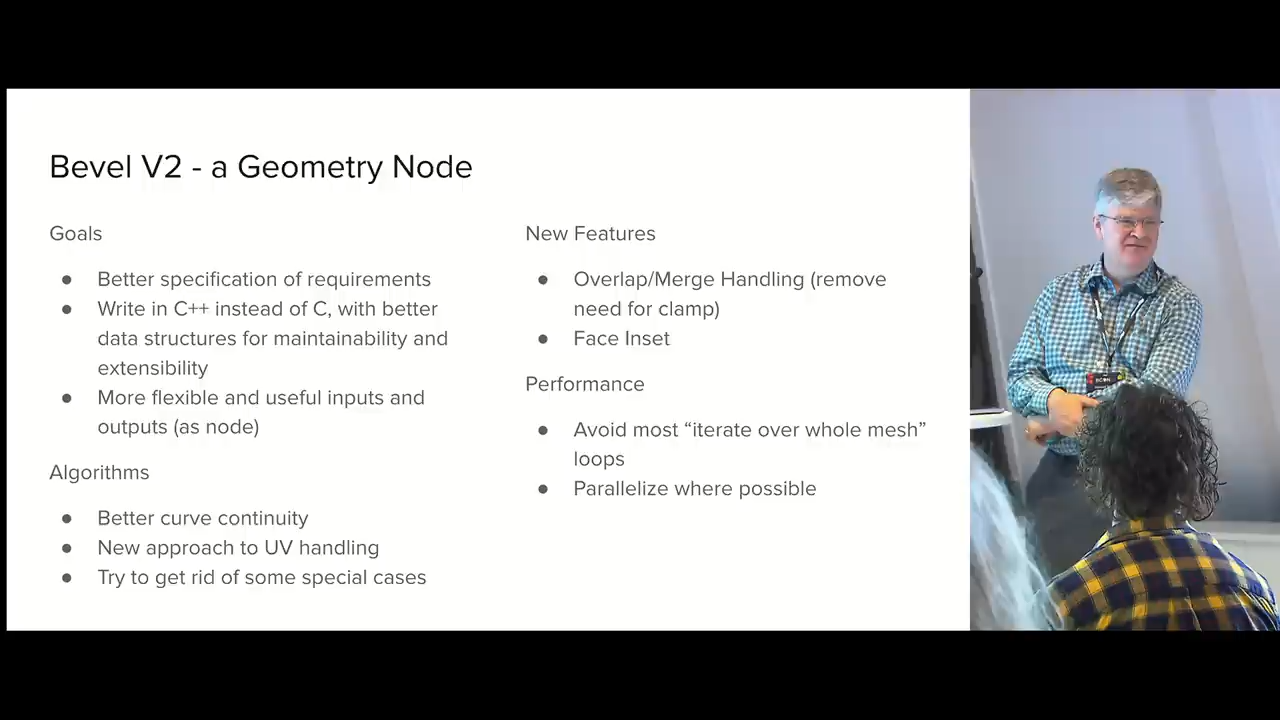 Bevel V2 - a Geometry Node
Goals
● Better specification of requirements
● Write in C++ instead of C, with better
data structures for maintainability and
extensibility
● More flexible and useful inputs and
outputs (as node)
Algorithms
● Better curve continuity
● New approach to UV handling
● Try to get rid of some special cases
New Features
● Overlap/Merge Handling (remove
need for clamp)
● Face Inset
Performance
● Avoid most “iterate over whole mesh”
loops
● Parallelize where possible